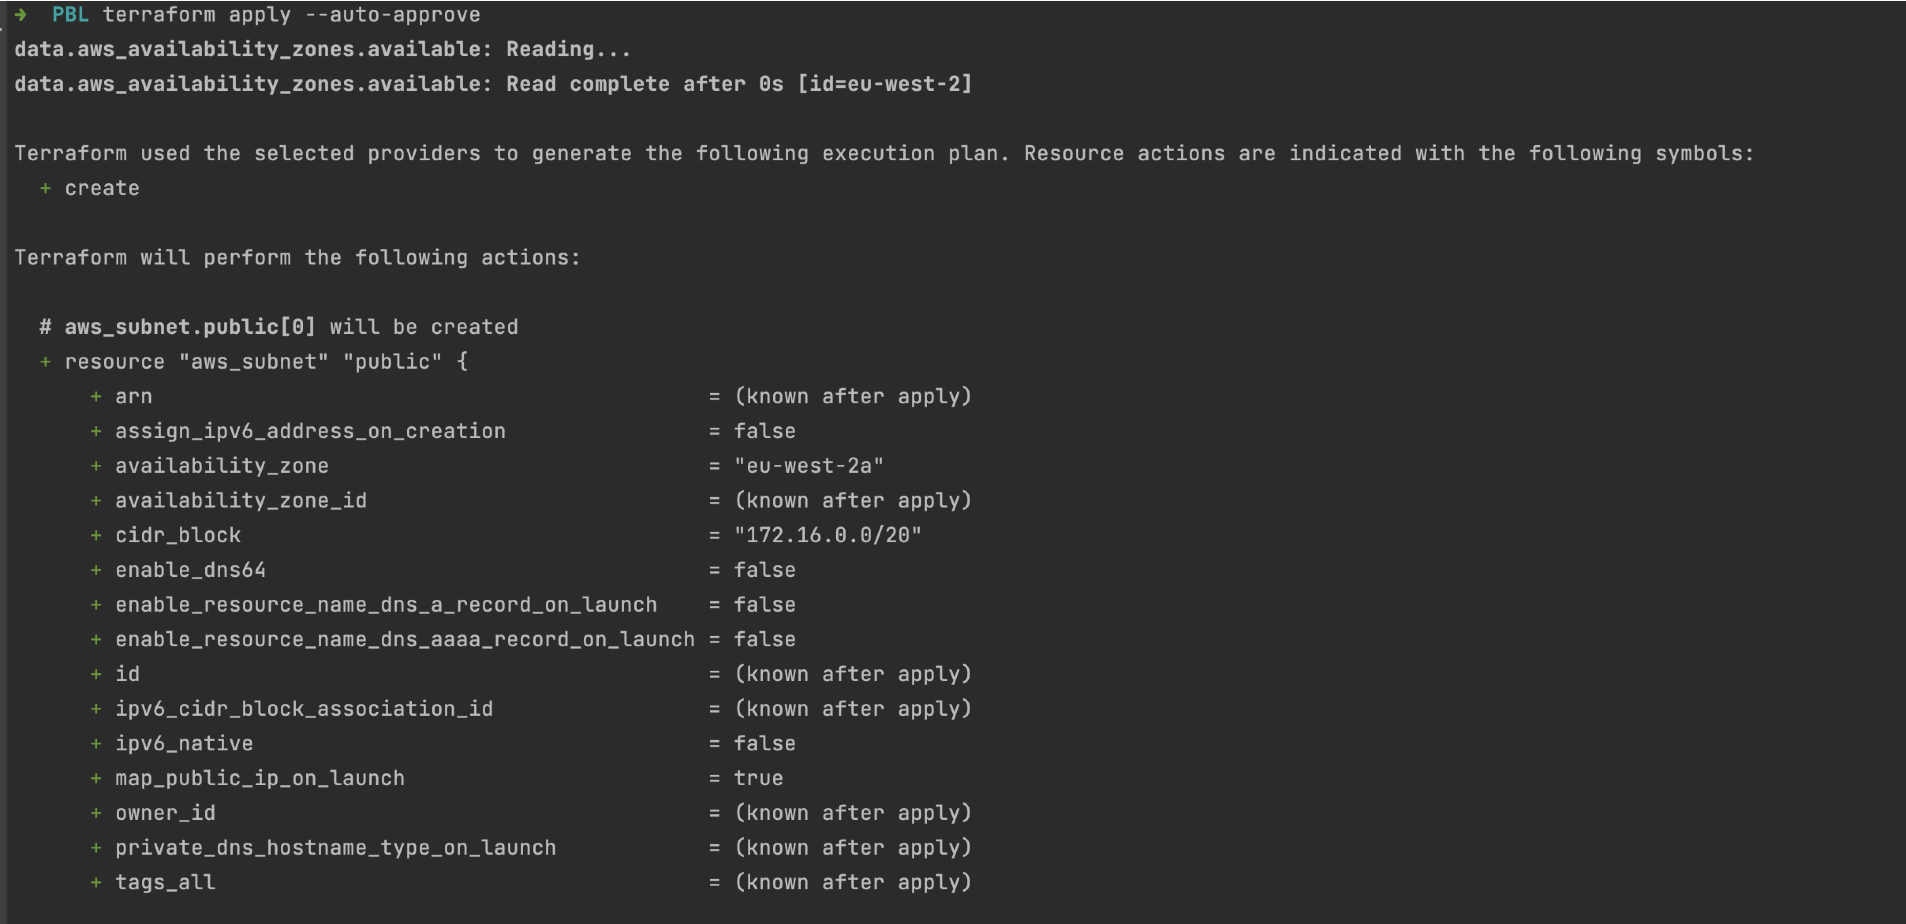 → PBL terraform apply --auto-approve
data.aws_availability_zones.available: Reading...
data.aws_availability_zones.available: Read complete after 0s [id=eu-west-2]
Terraform used the selected providers to generate the following execution plan. Resource actions are indicated with the following symbols:
+ create
Terraform will perform the following actions:
# aws_subnet.public[0] will be created
+ resource "aws_subnet" "public" {
+ arn = (known after apply)
+ assign_ipv6_address_on_creation = false
+ availability_zone = "eu-west-2a"
+ availability_zone_id = (known after apply)
+ cidr_block = "172.16.0.0/20"
+ enable_dns64 = false
+ enable_resource_name_dns_a_record_on_launch = false
+ enable_resource_name_dns_aaaa_record_on_launch = false
+ id = (known after apply)
+ ipv6_cidr_block_association_id = (known after apply)
+ ipv6_native = false
+ map_public_ip_on_launch = true
+ owner_id = (known after apply)
+ private_dns_hostname_type_on_launch = (known after apply)
+ tags_all = (known after apply)